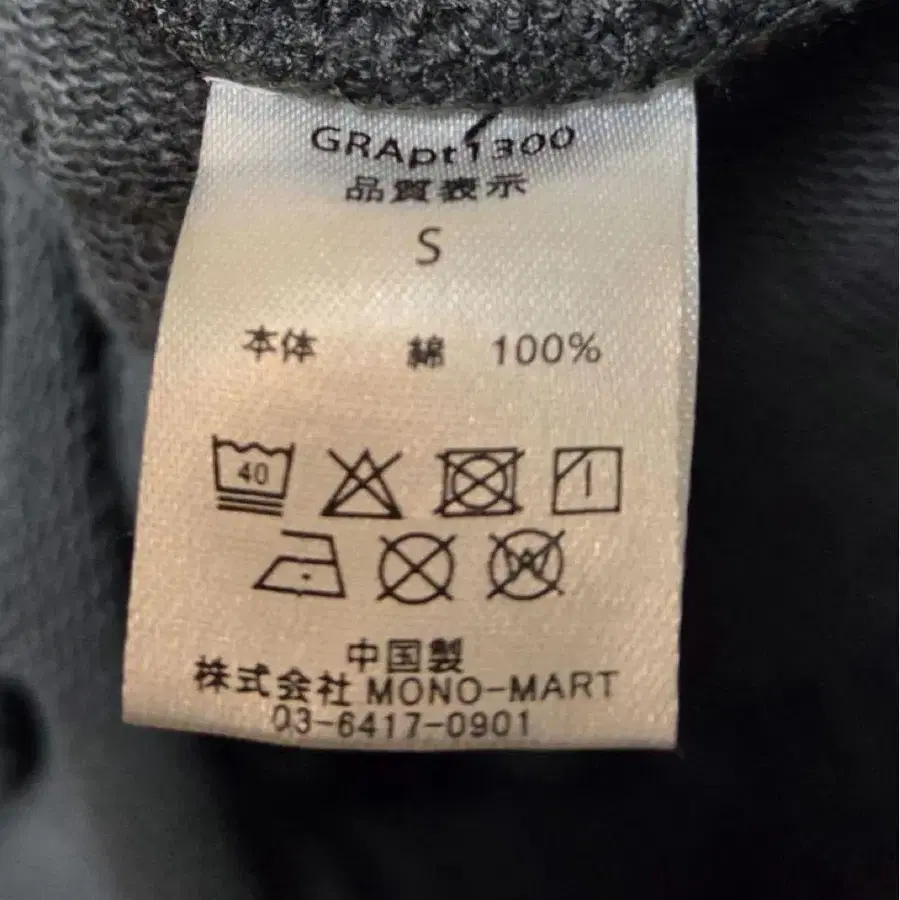 GRApt1300
品質表示
S
本体 綿 100%
40
W
中国製
株式会社 MONO-MART
03-6417-0901